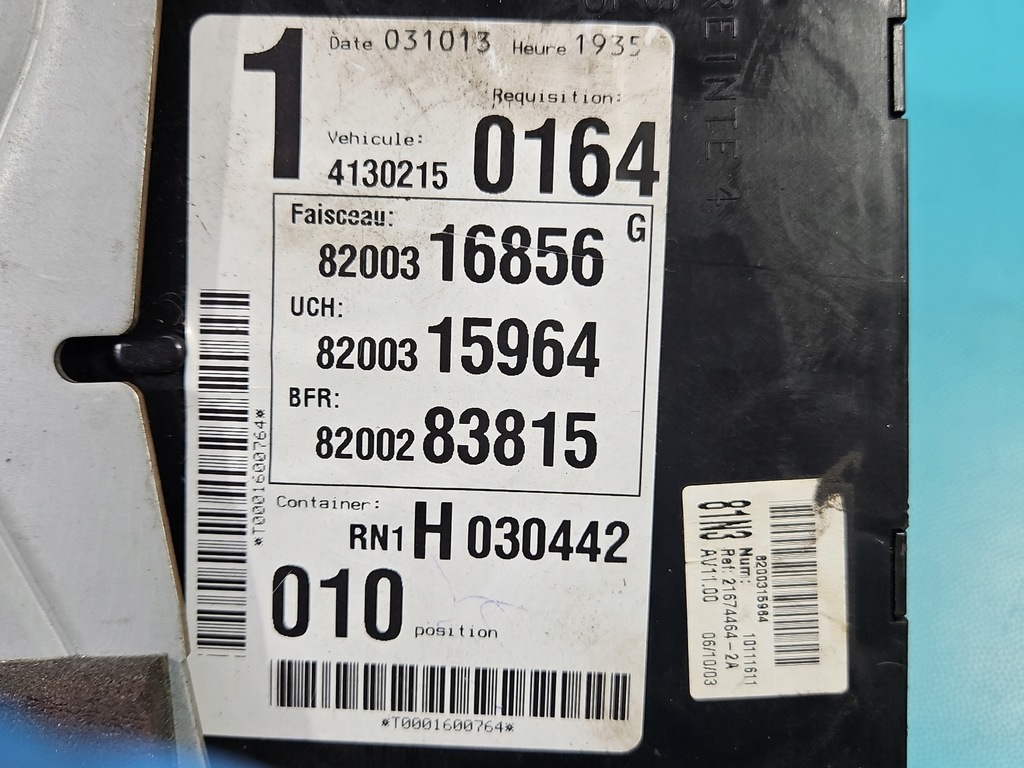 1
Date 031013 Heure 1935
Requisition:
Vehicule:
4130215 0164
Faisceau: G
82003 16856
UCH:
82003 15964
BFR:
82002 83815
Container:
RN1 H 030442
010 position
*T0001600764*
*T0001600764*
REINTE 4
81N3
8200315964
Num: 10111611
Ref: 21674464-2A
AV11.00 06/10/03